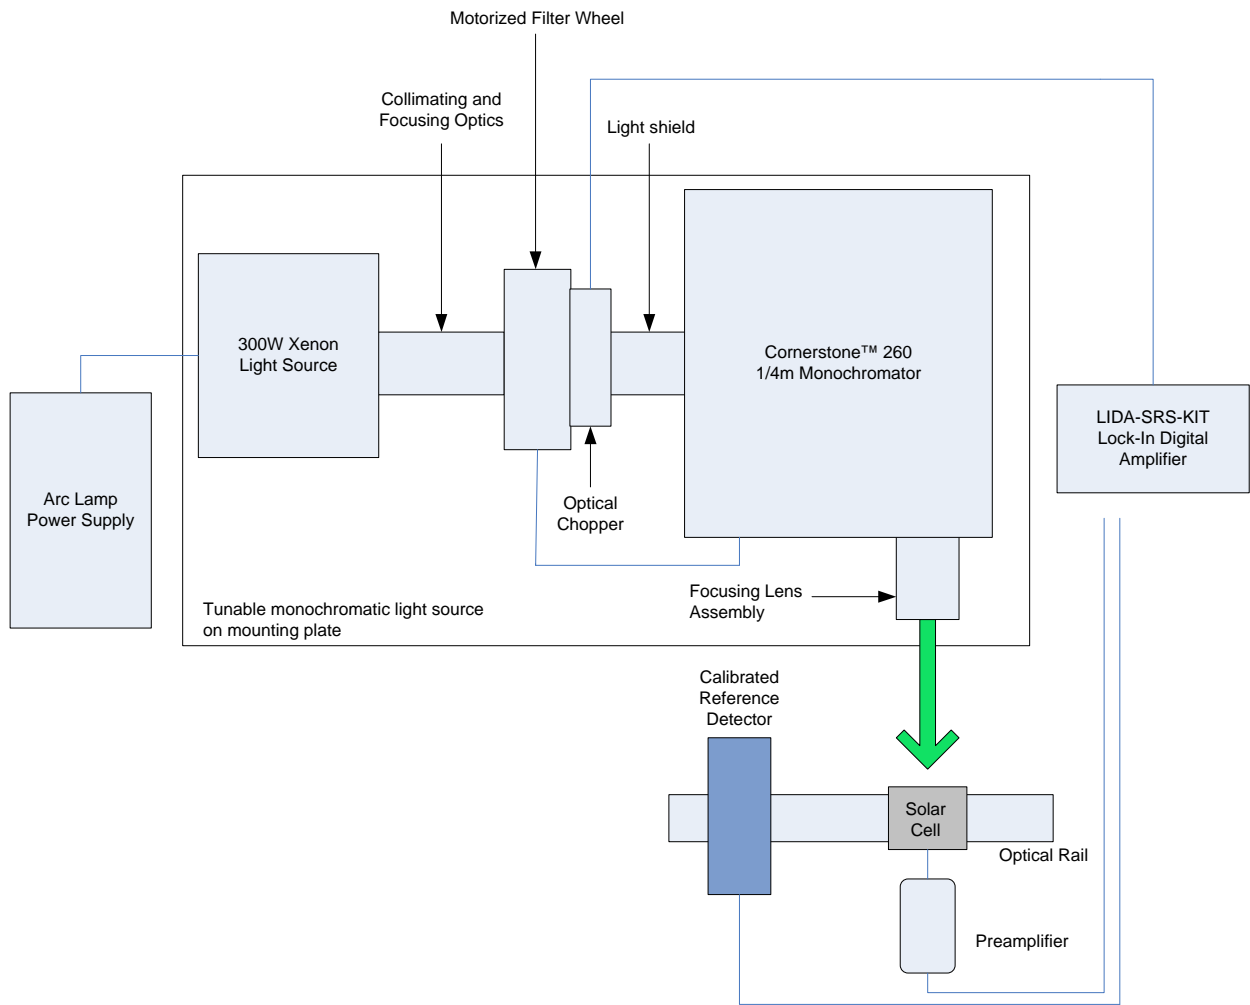 Motorized Filter Wheel
Collimating and
Focusing Optics
Light shield
300W Xenon
Light Source
Cornerstone™ 260
1/4m Monochromator
LIDA-SRS-KIT
Lock-In Digital
Amplifier
Arc Lamp
Power Supply
Optical
Chopper
Focusing Lens
Assembly
Tunable monochromatic light source
on mounting plate
Calibrated
Reference
Detector
Solar
Cell
Optical Rail
Preamplifier